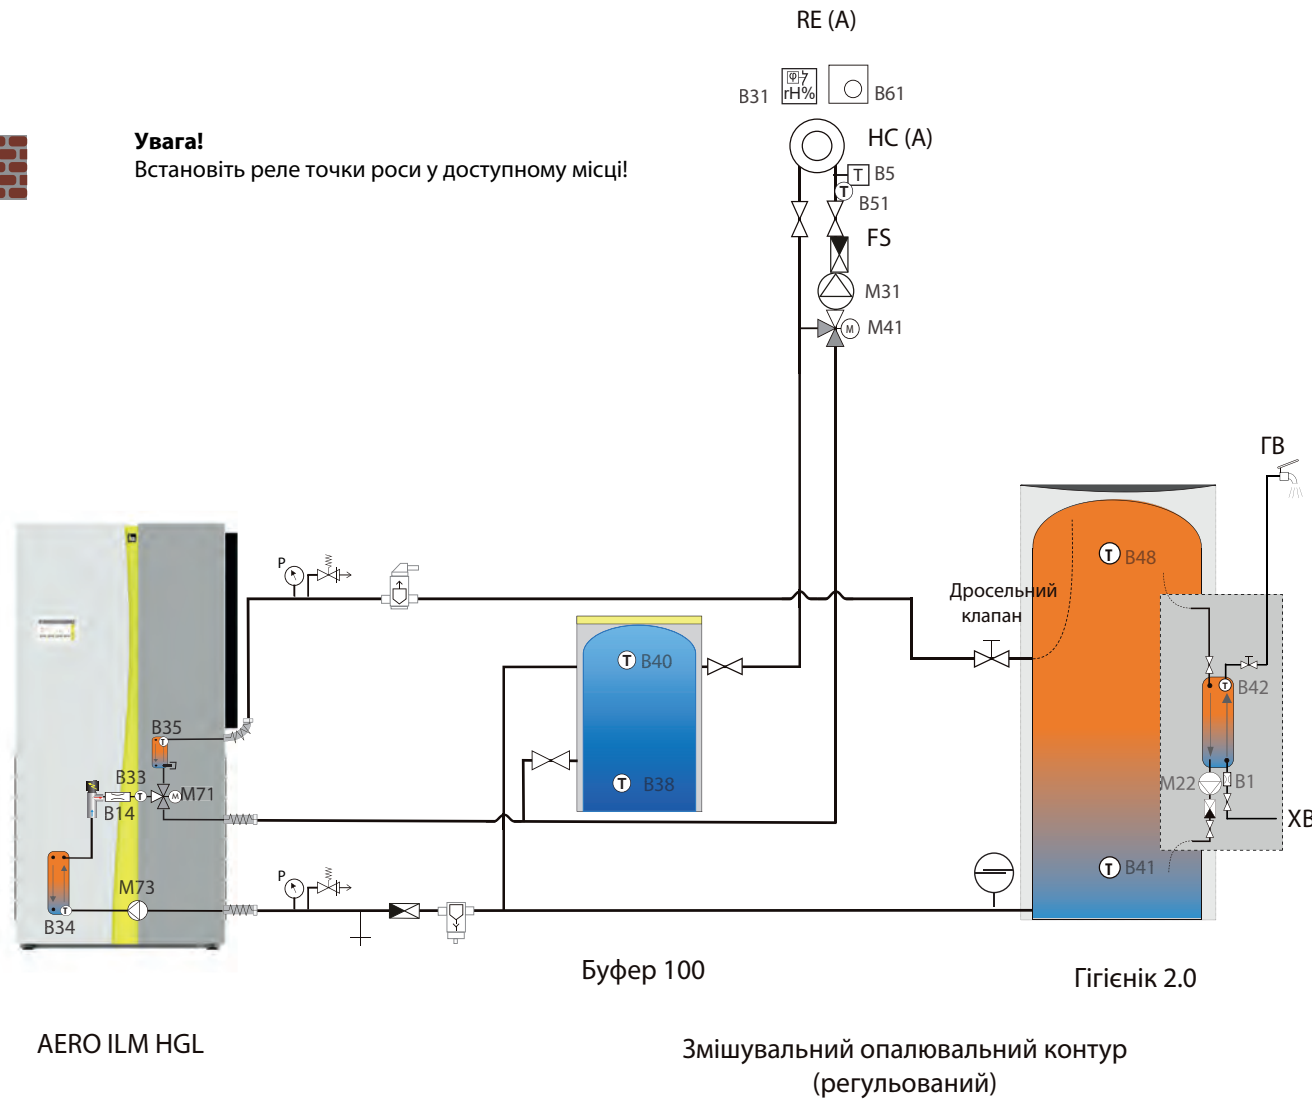 RE (A)
B31
φ
rH%
B61
Увага!
Встановіть реле точки роси у доступному місці!
HC (A)
T
B5
T
B51
FS
M31
M
M41
ГВ
P
Дросельний
клапан
T
B48
T
B40
T
B42
B35
T
B33
T
M
M71
B14
T
B38
M22
B1
ХВ
T
B41
P
M73
T
B34
Буфер 100
Гігієнік 2.0
AERO ILM HGL
Змішувальний опалювальний контур
(регульований)